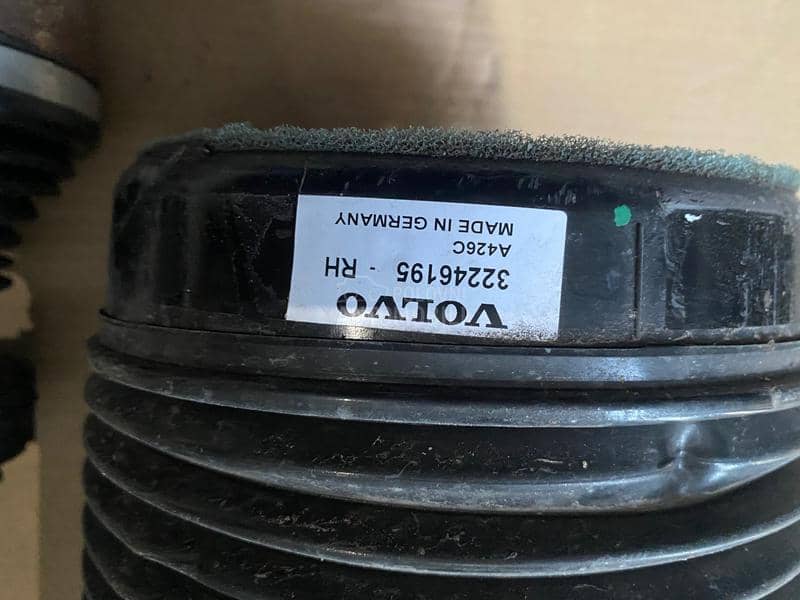 VOLVO
32246195 - RH
A426C
MADE IN GERMANY